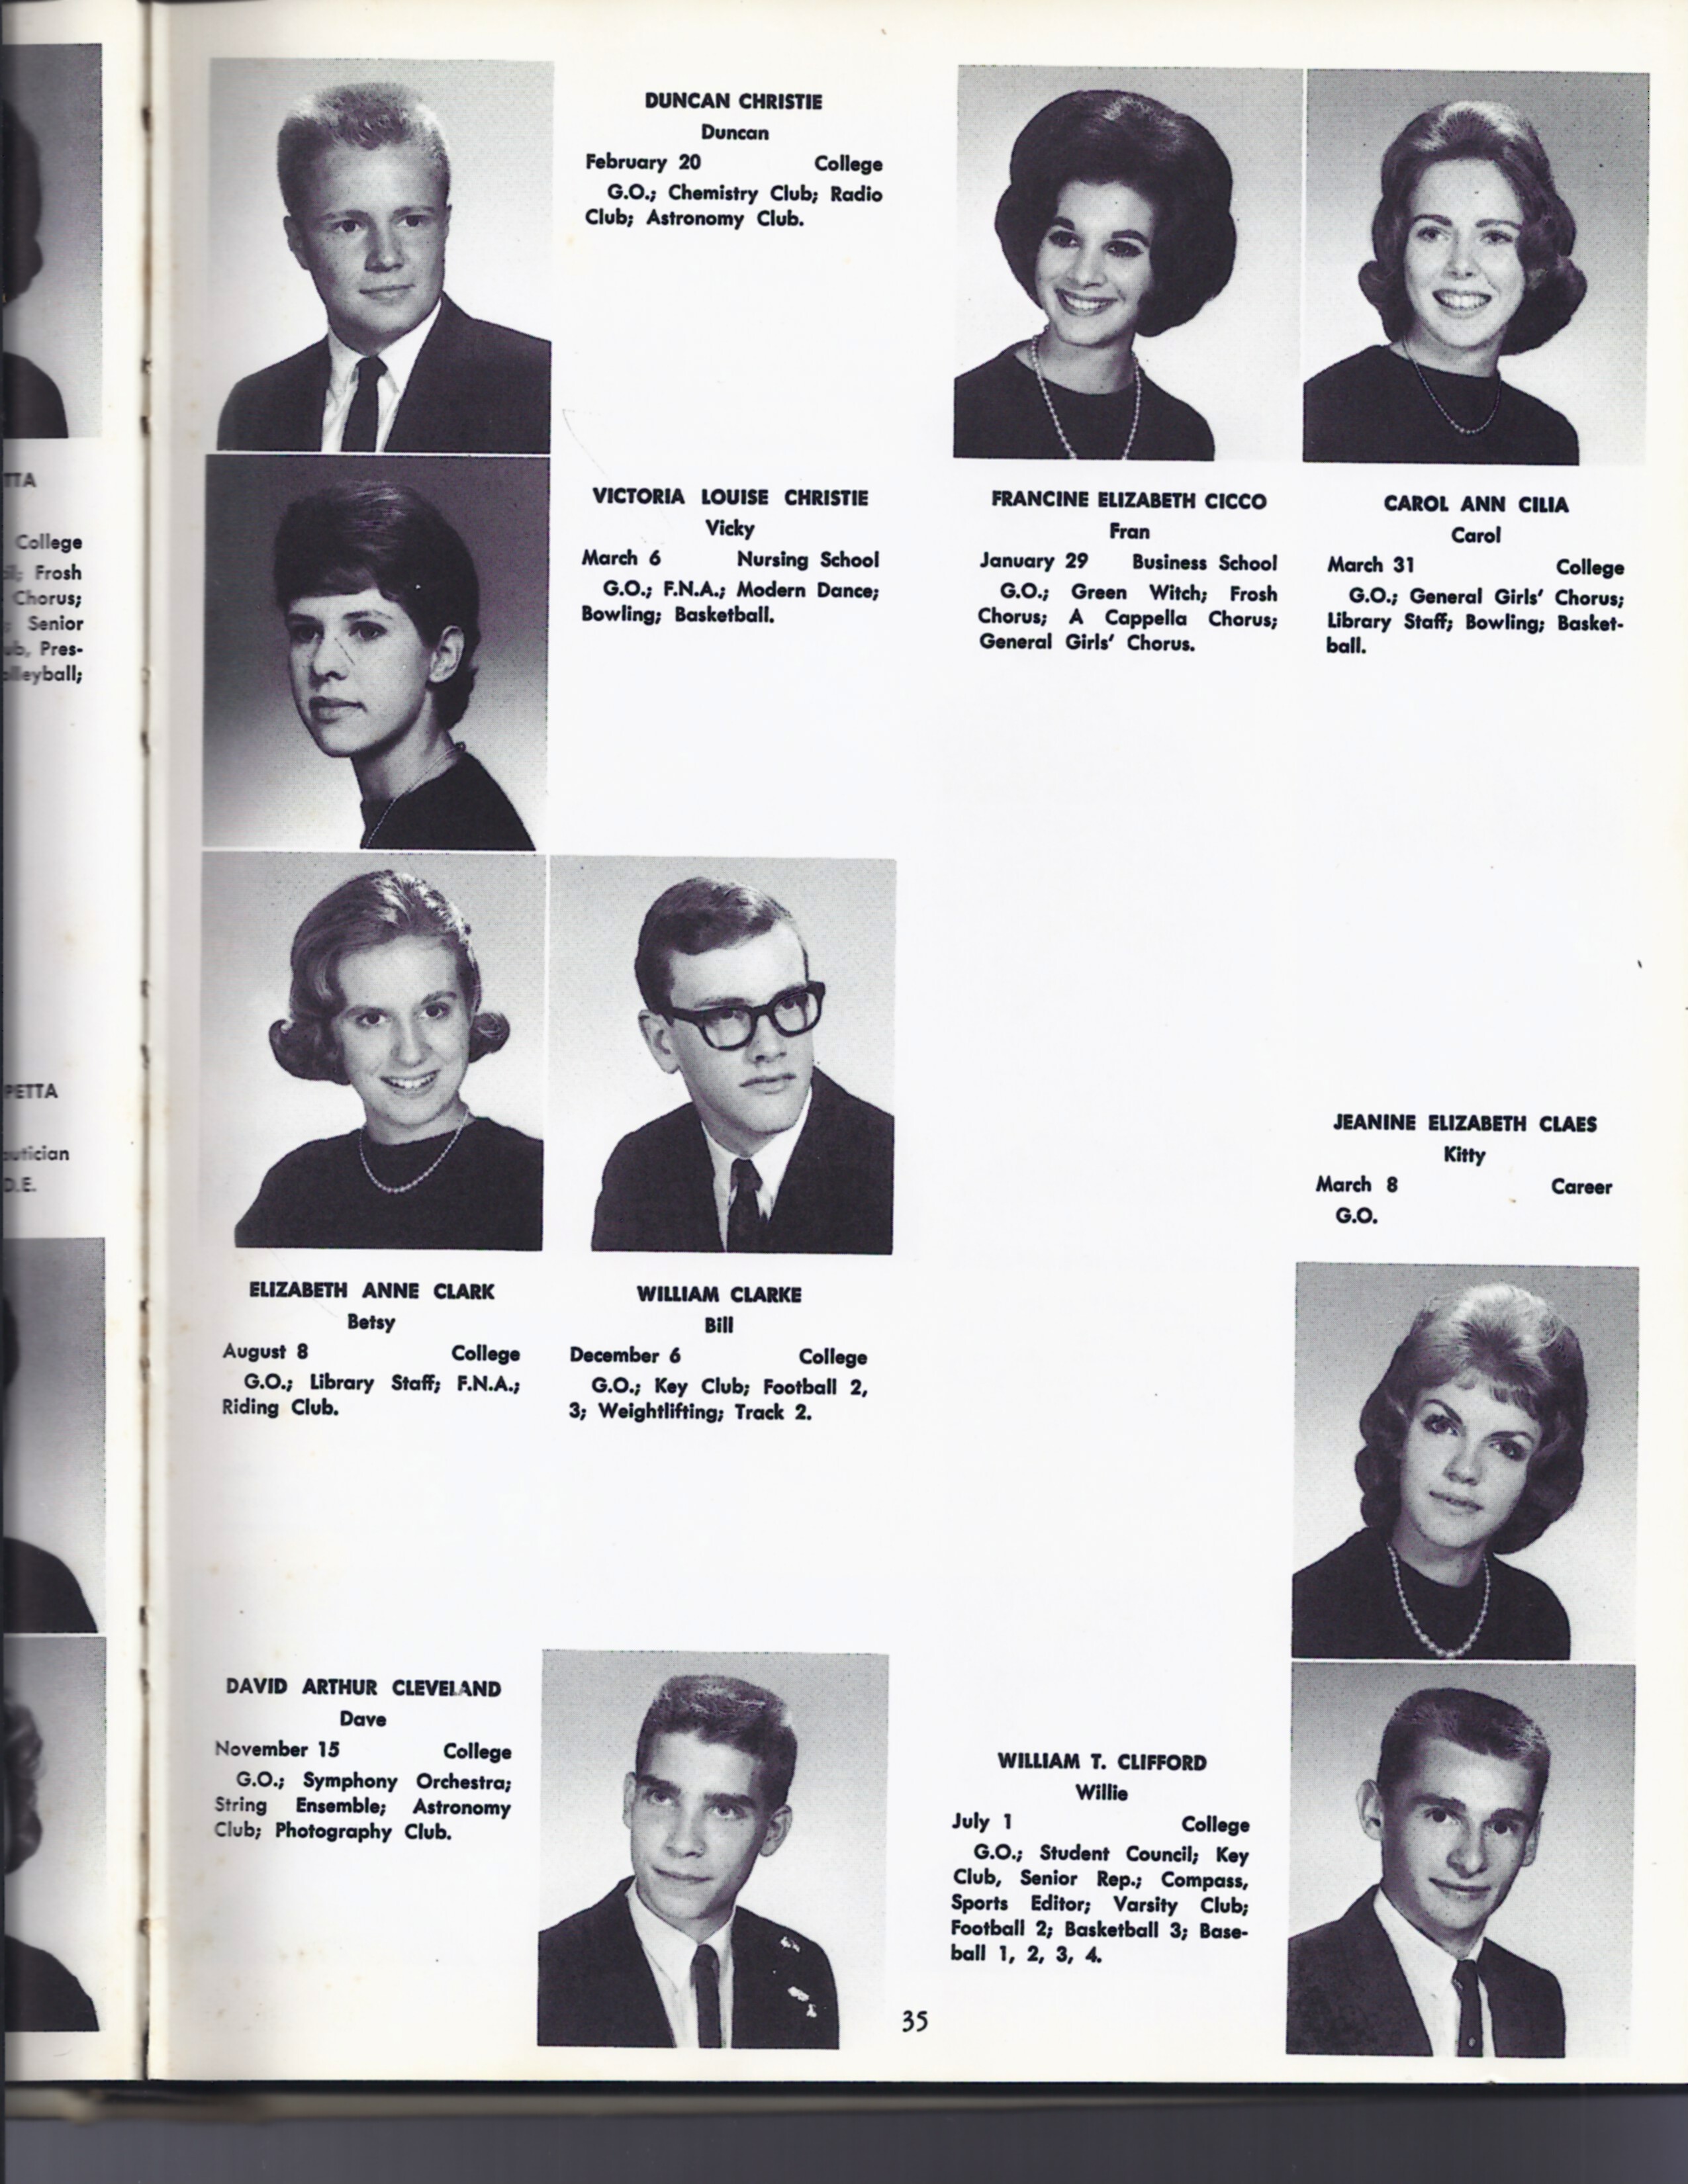 TTA
College
Frosh
Chorus;
Senior
Pres-
PETTA
D.E.
DUNCAN CHRISTIE
Duncan
February 20 College
G.O.; Chemistry Club; Radio
Club; Astronomy Club.
VICTORIA LOUISE CHRISTIE
Vicky
March 6 Nursing School
G.O.; F.N.A.; Modern Dance;
Bowling; Basketball.
FRANCINE ELIZABETH CICCO
Fran
January 29 Business School
G.O.; Green Witch; Frosh
Chorus; A Cappella Chorus;
General Girls' Chorus.
CAROL ANN CILIA
Carol
March 31 College
G.O.; General Girls' Chorus;
Library Staff; Bowling; Basket-
ball.
ELIZABETH ANNE CLARK
Betsy
August 8 College
G.O.; Library Staff; F.N.A.;
Riding Club.
WILLIAM CLARKE
Bill
December 6 College
G.O.; Key Club; Football 2,
3; Weightlifting; Track 2.
JEANINE ELIZABETH CLAES
Kitty
March 8 Career
G.O.
DAVID ARTHUR CLEVELAND
Dave
November 15 College
G.O.; Symphony Orchestra;
String Ensemble; Astronomy
Club; Photography Club.
WILLIAM T. CLIFFORD
Willie
July 1 College
G.O.; Student Council; Key
Club, Senior Rep.; Compass,
Sports Editor; Varsity Club;
Football 2; Basketball 3; Base-
ball 1, 2, 3, 4.
35